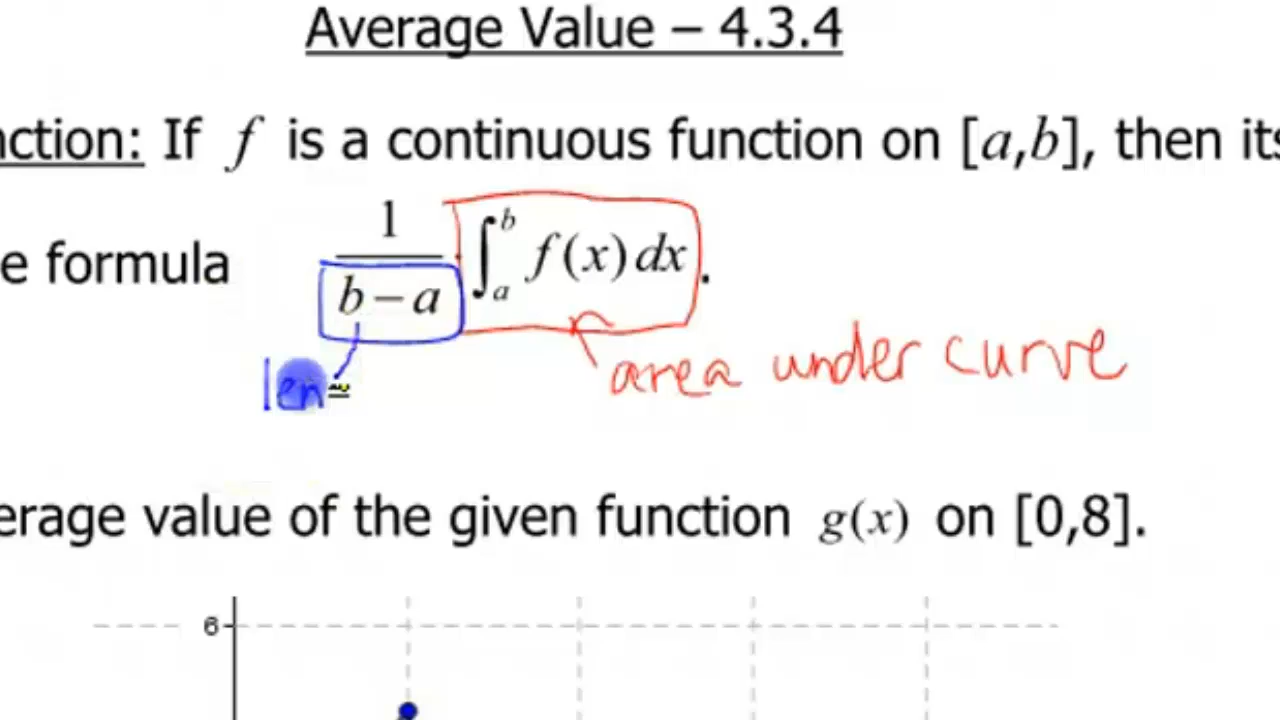 Average Value – 4.3.4
nction: If f is a continuous function on [a,b], then its
e formula 1/(b−a) · ∫_a^b f(x) dx.
len
area under curve
erage value of the given function g(x) on [0,8].
6